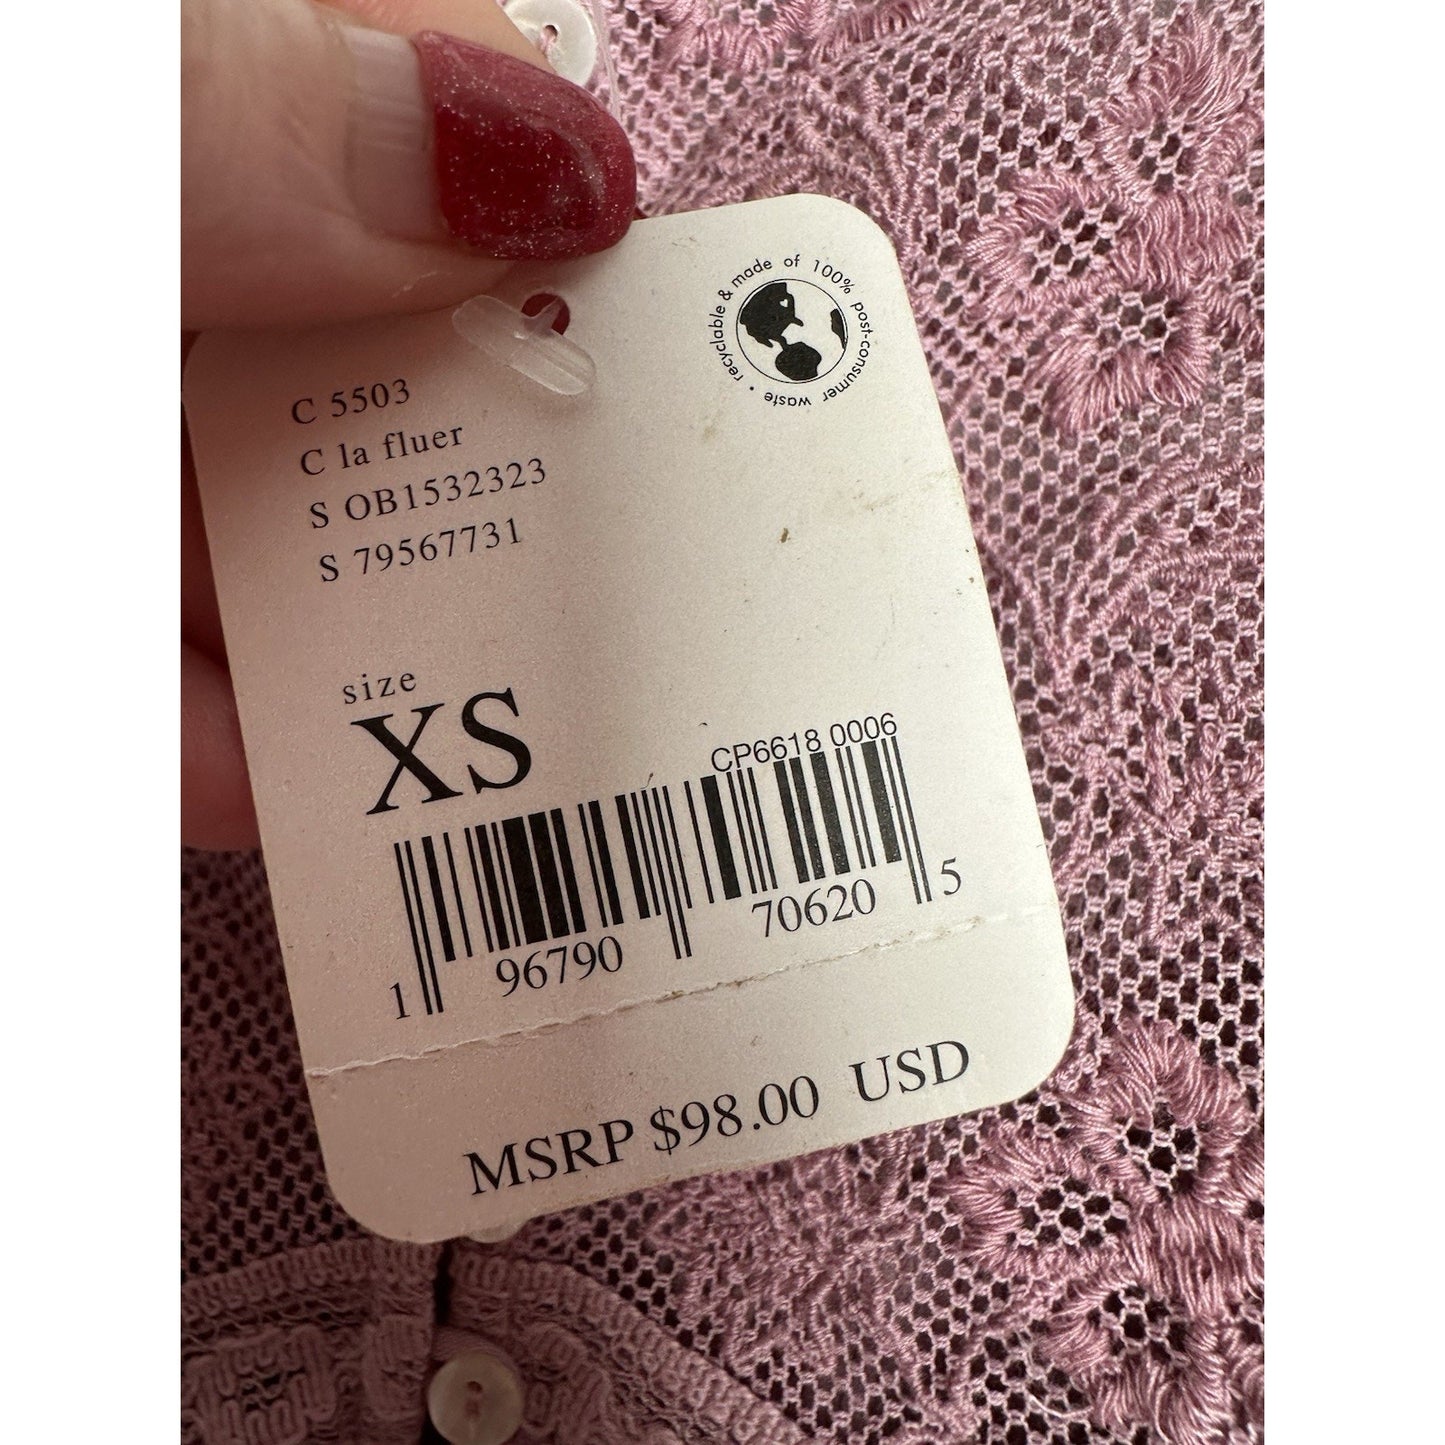 recyclable & made of 100% post-consumer waste •
C 5503
C la fluer
S OB1532323
S 79567731
size
XS
CP6618 0006
1 96790 70620 5
MSRP $98.00 USD